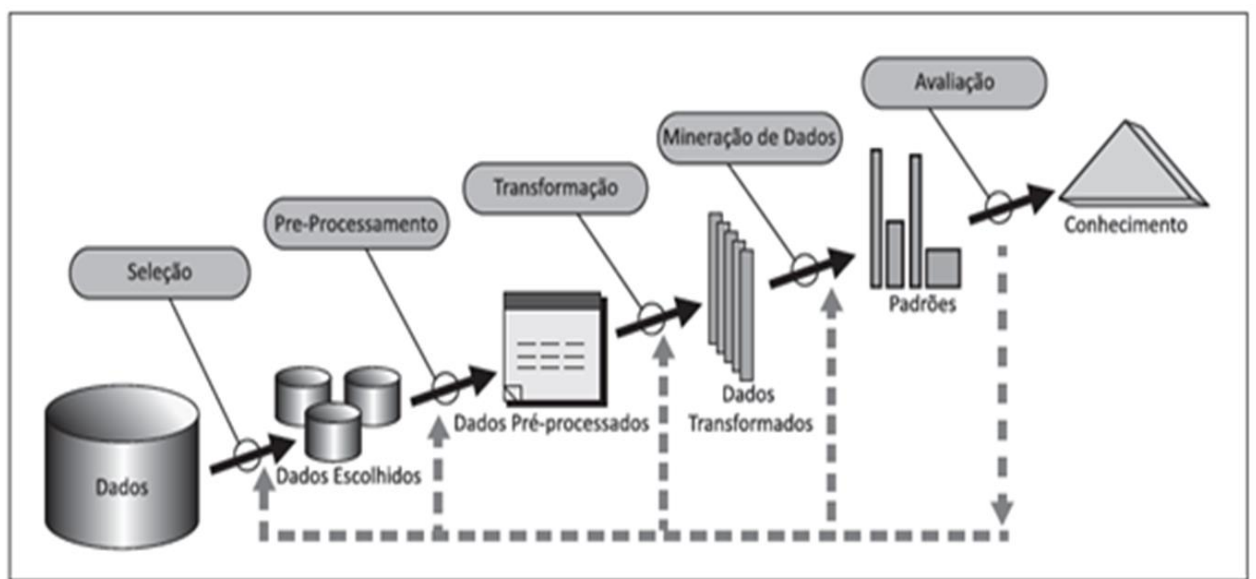 Avaliação
Mineração de Dados
Transformação
Pre-Processamento
Seleção
Dados
Dados Escolhidos
Dados Pré-processados
Dados
Transformados
Padrões
Conhecimento